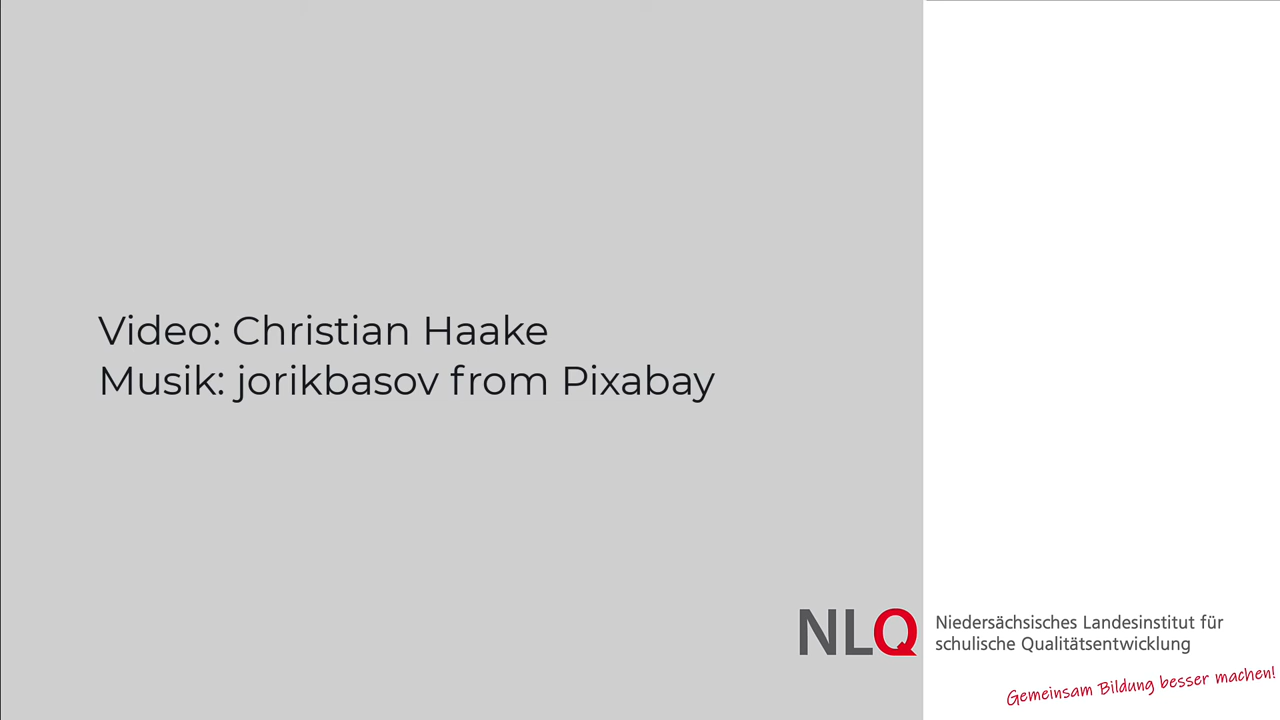 Video: Christian Haake
Musik: jorikbasov from Pixabay
NLQ
Niedersächsisches Landesinstitut für
schulische Qualitätsentwicklung
Gemeinsam Bildung besser machen!